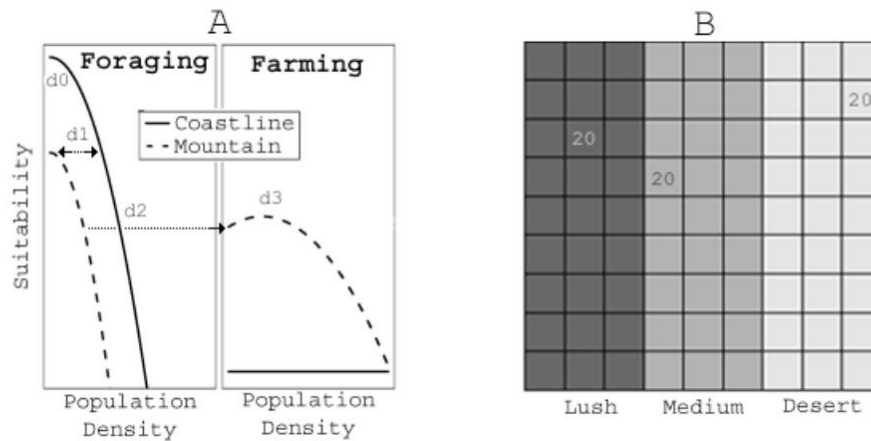 A
Foraging
Farming
d0
d1
d2
d3
Coastline
Mountain
Suitability
Population
Density
Population
Density
B
20
20
20
Lush
Medium
Desert